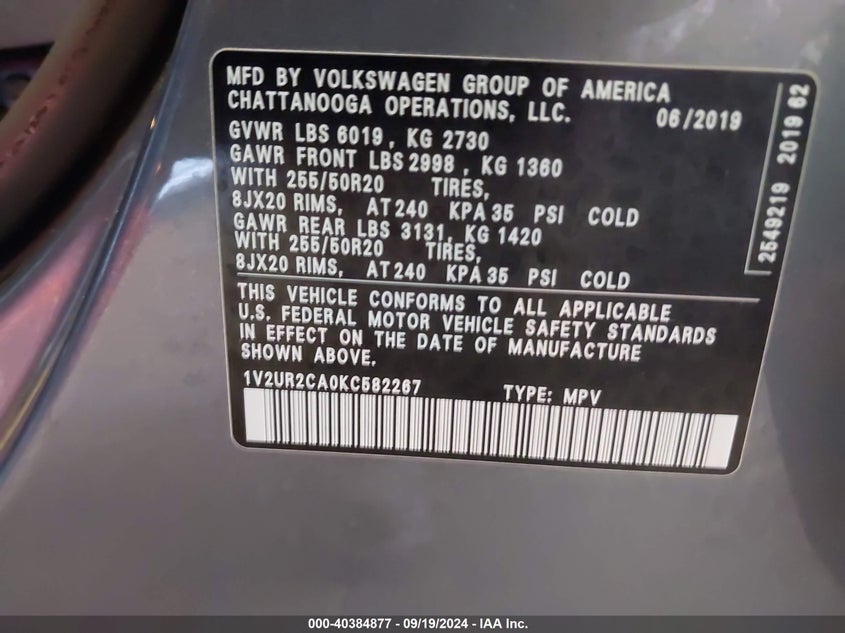 MFD BY VOLKSWAGEN GROUP OF AMERICA
CHATTANOOGA OPERATIONS, LLC. 06/2019
GVWR LBS 6019, KG 2730
GAWR FRONT LBS 2998, KG 1360
WITH 255/50R20 TIRES,
8JX20 RIMS, AT 240 KPA 35 PSI COLD
GAWR REAR LBS 3131, KG 1420
WITH 255/50R20 TIRES,
8JX20 RIMS, AT 240 KPA 35 PSI COLD
THIS VEHICLE CONFORMS TO ALL APPLICABLE
U.S. FEDERAL MOTOR VEHICLE SAFETY STANDARDS
IN EFFECT ON THE DATE OF MANUFACTURE
SHOWN ABOVE.
1V2UR2CA0KC582267 TYPE: MPV
2549219 2019 62
000-40384877 - 09/19/2024 - IAA Inc.